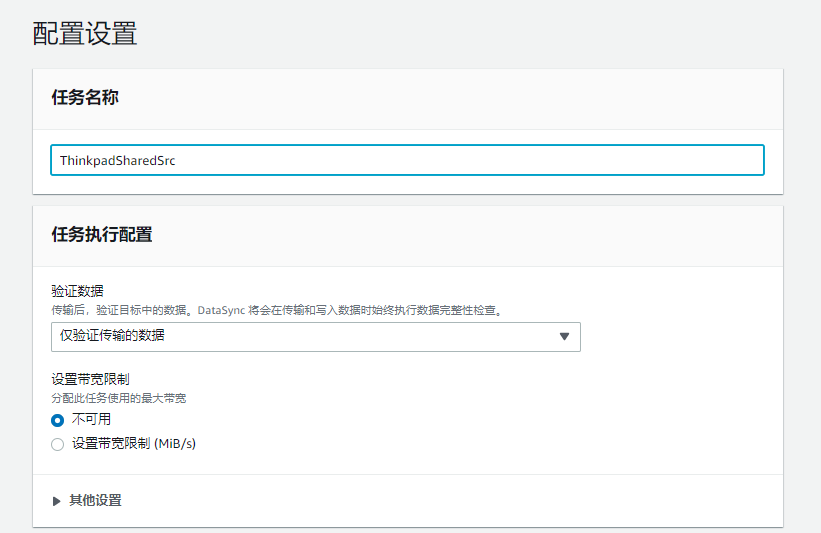 配置设置
任务名称
ThinkpadSharedSrc
任务执行配置
验证数据
传输后，验证目标中的数据。DataSync 将会在传输和写入数据时始终执行数据完整性检查。
仅验证传输的数据
设置带宽限制
分配此任务使用的最大带宽
不可用
设置带宽限制 (MiB/s)
其他设置